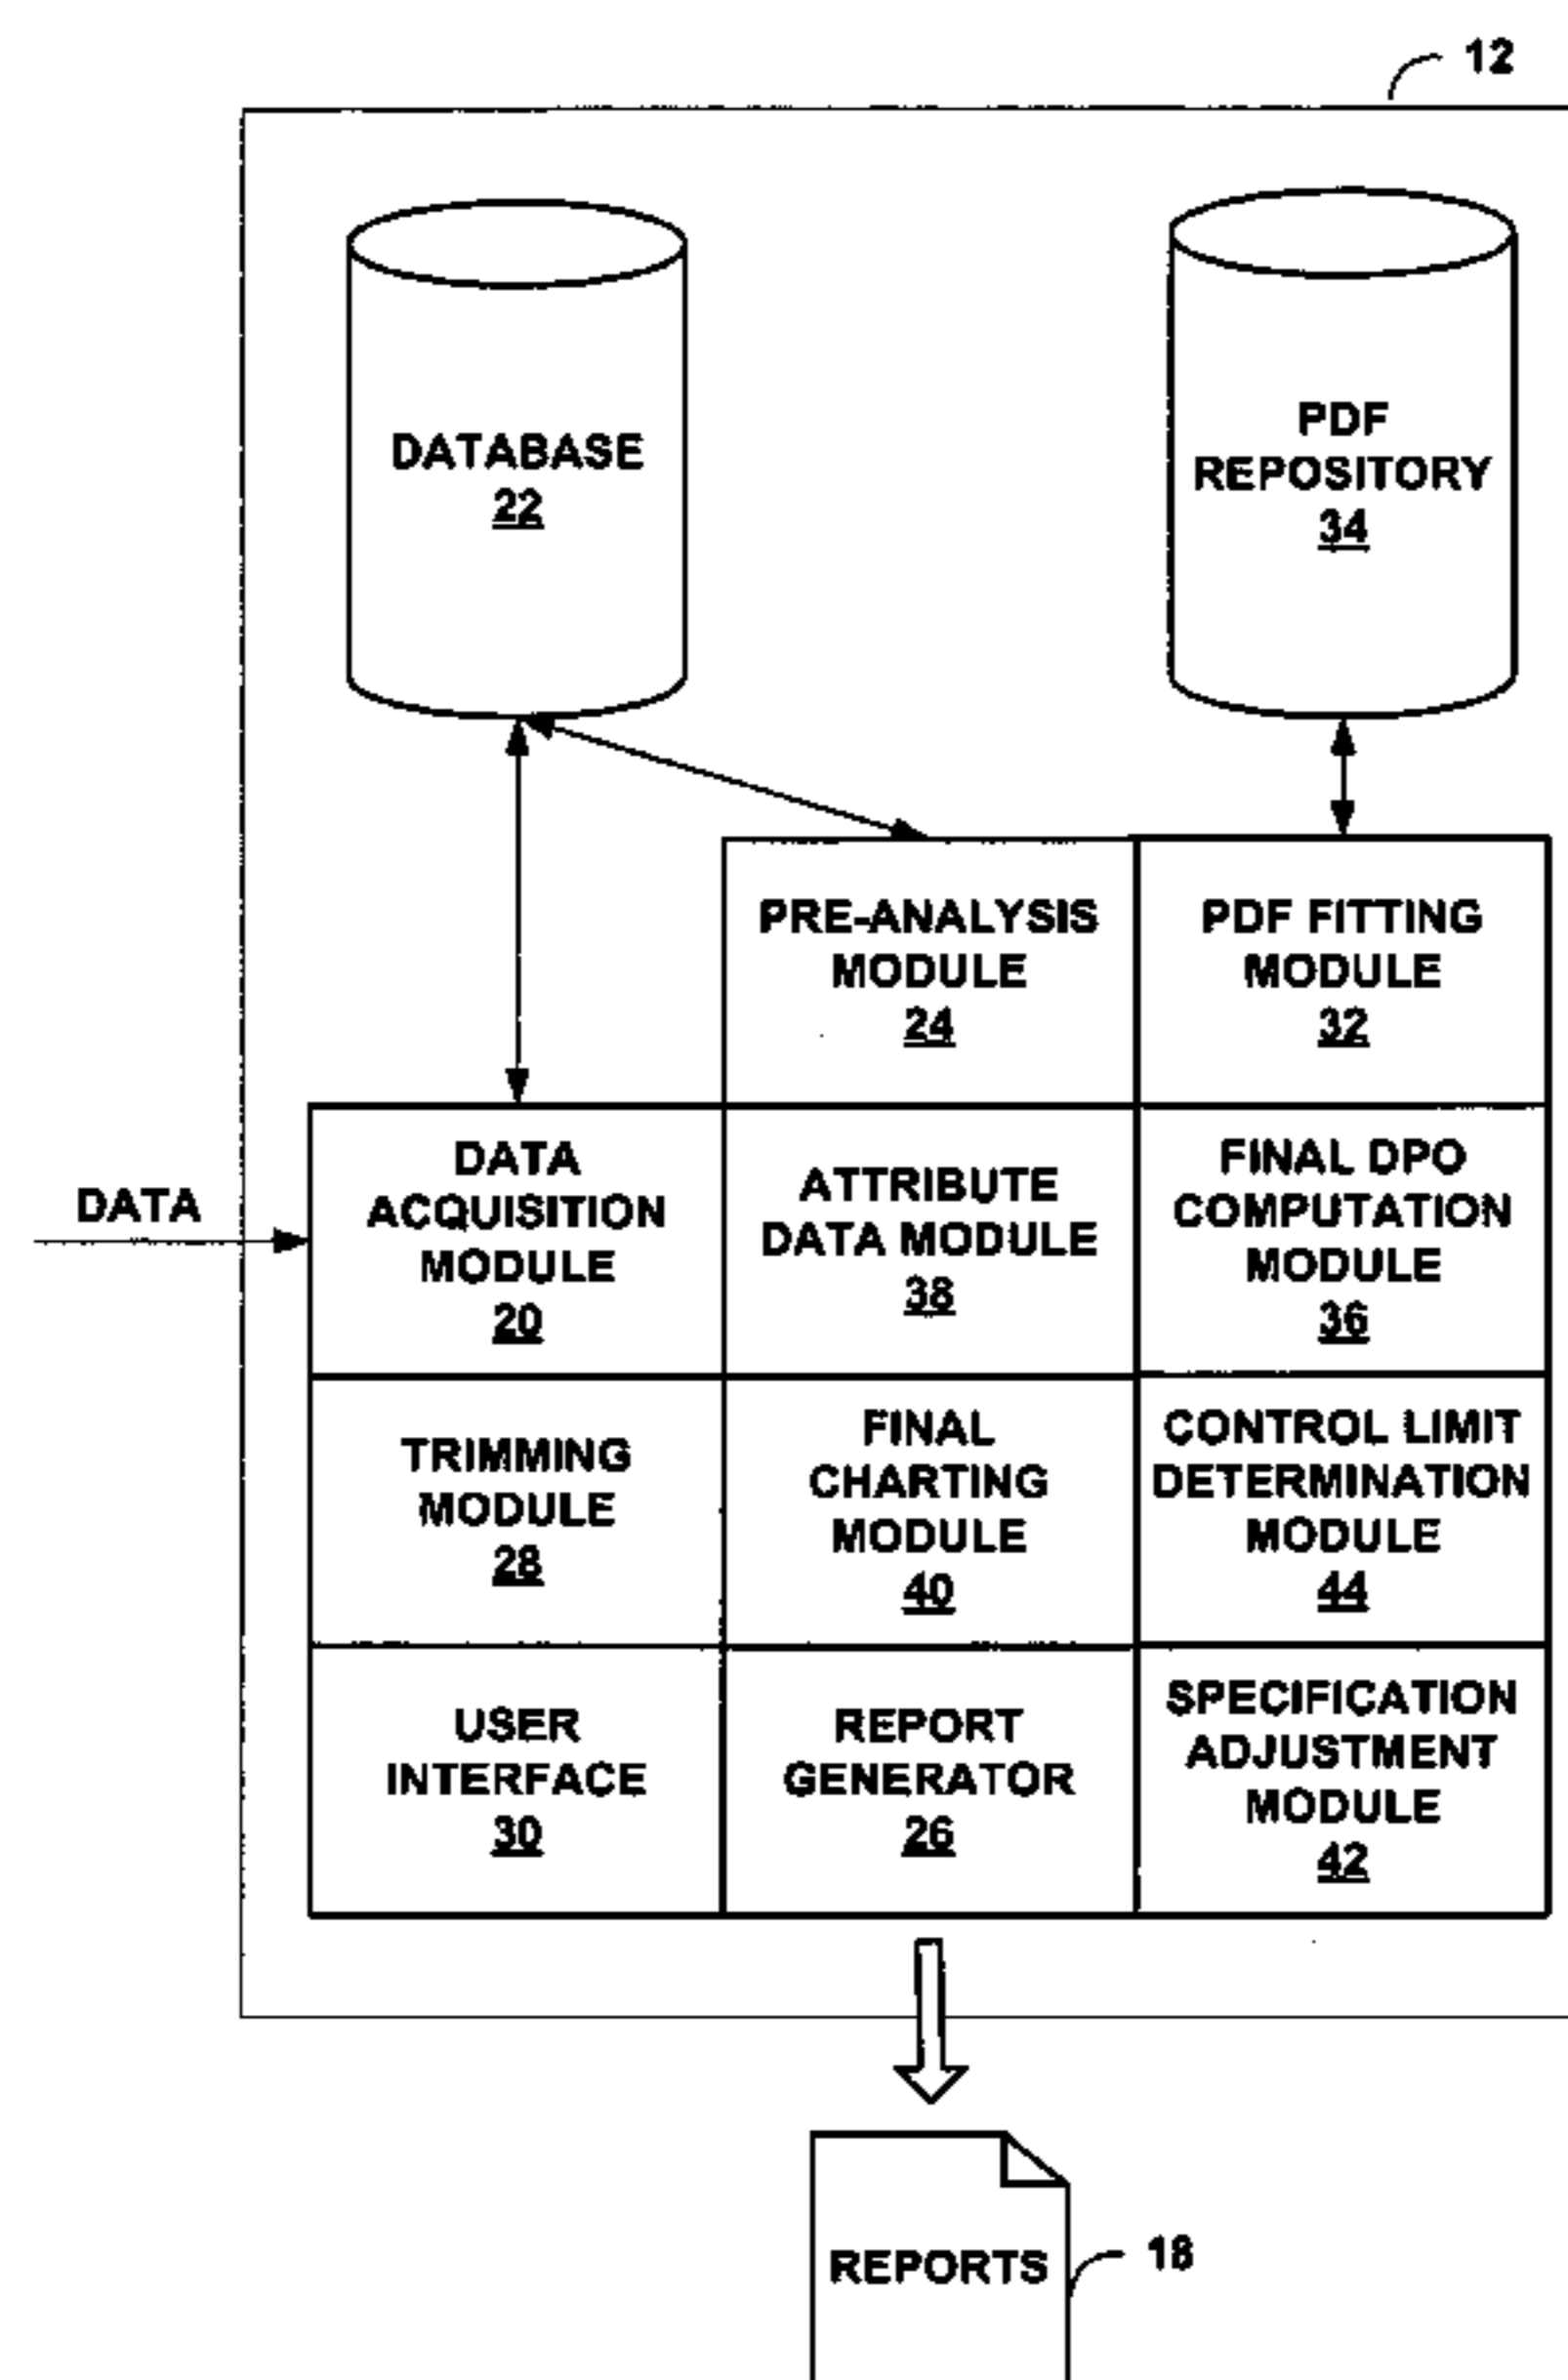 12
DATABASE
22
PDF
REPOSITORY
34
PRE-ANALYSIS
MODULE
24
PDF FITTING
MODULE
32
DATA
DATA
ACQUISITION
MODULE
20
ATTRIBUTE
DATA MODULE
38
FINAL DPO
COMPUTATION
MODULE
36
TRIMMING
MODULE
28
FINAL
CHARTING
MODULE
40
CONTROL LIMIT
DETERMINATION
MODULE
44
USER
INTERFACE
30
REPORT
GENERATOR
26
SPECIFICATION
ADJUSTMENT
MODULE
42
REPORTS
18